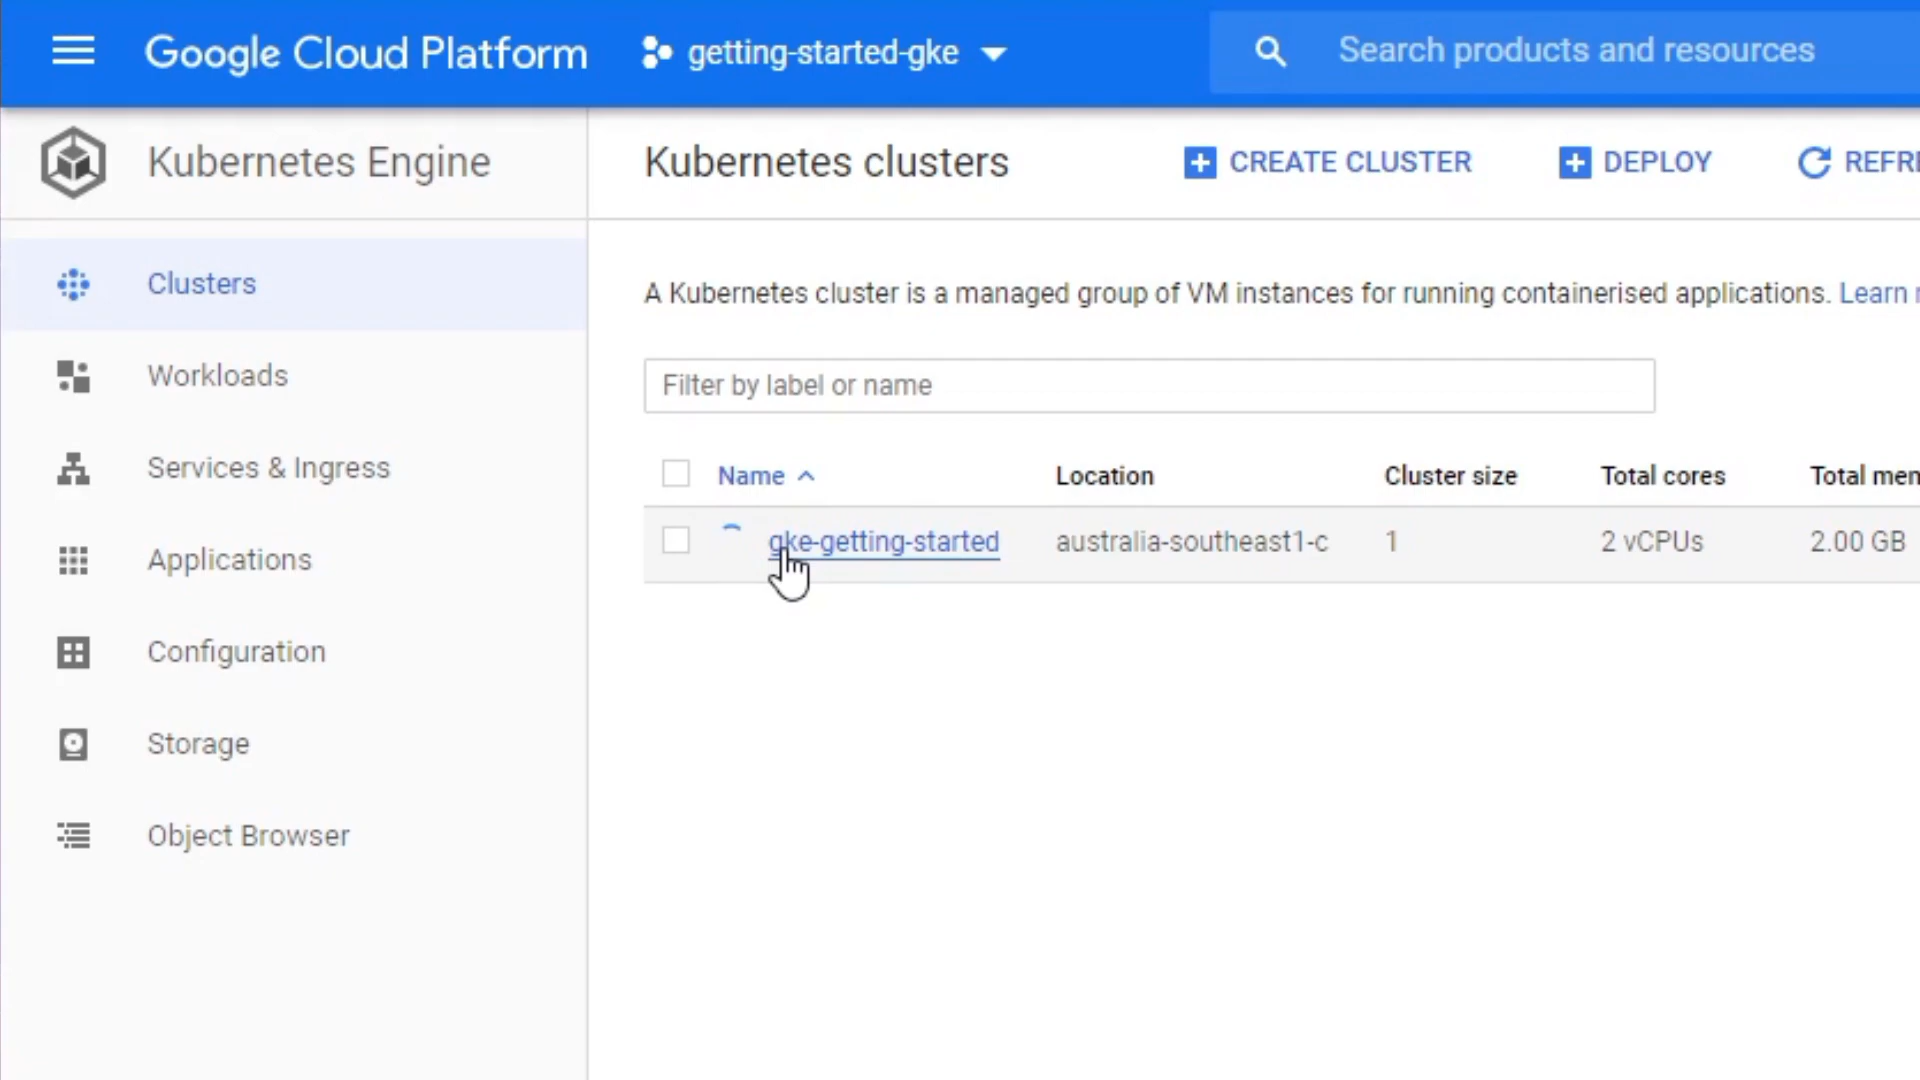 Google Cloud Platform
getting-started-gke
Search products and resources
Kubernetes Engine
Kubernetes clusters
CREATE CLUSTER
DEPLOY
Clusters
Workloads
Services & Ingress
Applications
Configuration
Storage
Object Browser
A Kubernetes cluster is a managed group of VM instances for running containerised applications. Learn
Filter by label or name
Name Location Cluster size Total cores Total
gke-getting-started australia-southeast1-c 1 2 vCPUs 2.00 GB